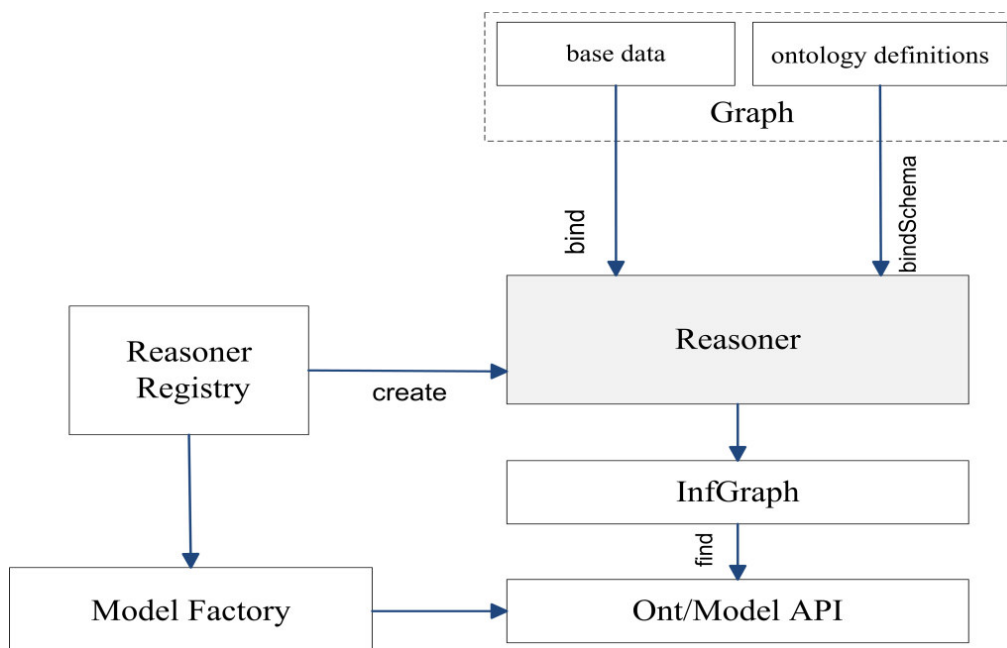 base data
ontology definitions
Graph
bind
bindSchema
Reasoner
Registry
create
Reasoner
InfGraph
find
Model Factory
Ont/Model API